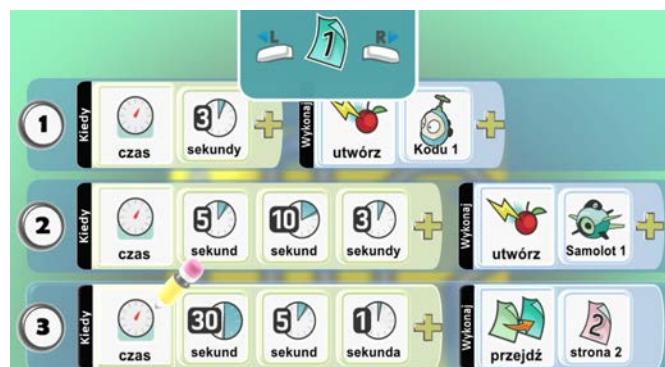 L 1 R
1 Kiedy czas 3 sekundy Wykonaj utwórz Kodu 1
2 Kiedy czas 5 sekund 10 sekund 3 sekundy Wykonaj utwórz Samolot 1
3 Kiedy czas 30 sekund 5 sekund 1 sekunda Wykonaj przejdź 2 strona 2